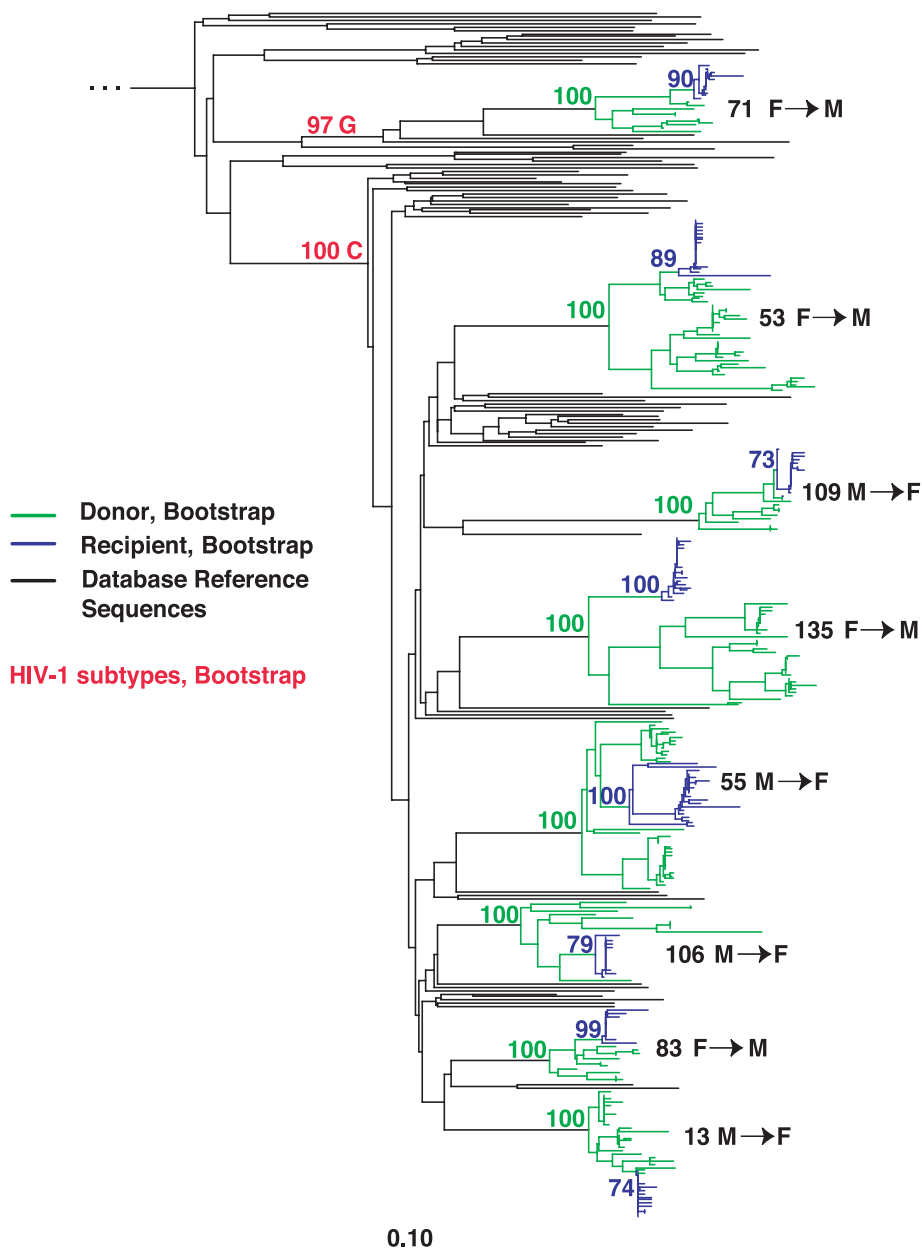 ...
90
100
71 F→M
97 G
100 C
89
100
53 F→M
73
109 M→F
100
Donor, Bootstrap
Recipient, Bootstrap
Database Reference
Sequences
HIV-1 subtypes, Bootstrap
100
100
135 F→M
55 M→F
100
100
100
79
106 M→F
99
100
83 F→M
100
13 M→F
74
0.10